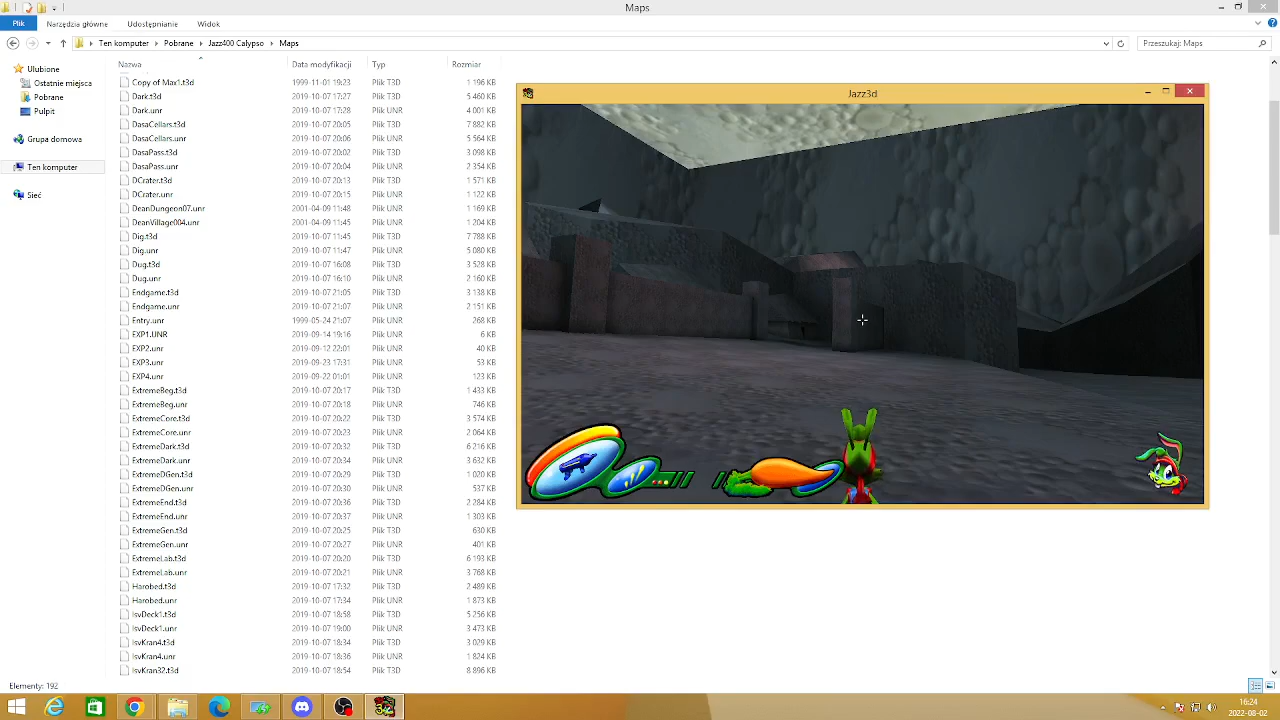 Maps
Plik Narzędzia główne Udostępnianie Widok
Ten komputer Pobrane Jazz400 Calypso Maps Przeszukaj: Maps
Ulubione
Ostatnie miejsca
Pobrane
Pulpit
Grupa domowa
Ten komputer
Sieć
Nazwa Data modyfikacji Typ Rozmiar
Copy of Max1.t3d 1999-11-01 19:23 Plik T3D 1 196 KB
Dark.t3d 2019-10-07 17:27 Plik T3D 5 460 KB
Dark.unr 2019-10-07 17:28 Plik UNR 4 001 KB
DasaCellars.t3d 2019-10-07 20:05 Plik T3D 7 882 KB
DasaCellars.unr 2019-10-07 20:06 Plik UNR 5 564 KB
DasaPass.t3d 2019-10-07 20:02 Plik T3D 3 098 KB
DasaPass.unr 2019-10-07 20:04 Plik UNR 2 354 KB
DCrater.t3d 2019-10-07 20:13 Plik T3D 1 571 KB
DCrater.unr 2019-10-07 20:15 Plik UNR 1 122 KB
DeanDungeon07.unr 2001-04-09 11:48 Plik UNR 1 169 KB
DeanVillage004.unr 2001-04-09 11:45 Plik UNR 1 204 KB
Dig.t3d 2019-10-07 11:45 Plik T3D 7 788 KB
Dig.unr 2019-10-07 11:47 Plik UNR 5 080 KB
Dug.t3d 2019-10-07 16:08 Plik T3D 3 528 KB
Dug.unr 2019-10-07 16:10 Plik UNR 2 160 KB
Endgame.t3d 2019-10-07 21:05 Plik T3D 3 138 KB
Endgame.unr 2019-10-07 21:07 Plik UNR 2 151 KB
Entry.unr 1999-05-24 21:07 Plik UNR 268 KB
EXP1.UNR 2019-09-14 19:16 Plik UNR 6 KB
EXP2.unr 2019-09-12 22:01 Plik UNR 40 KB
EXP3.unr 2019-09-23 17:31 Plik UNR 53 KB
EXP4.unr 2019-09-22 01:01 Plik UNR 123 KB
ExtremeBeg.t3d 2019-10-07 20:17 Plik T3D 1 433 KB
ExtremeBeg.unr 2019-10-07 20:18 Plik UNR 746 KB
ExtremeCore.t3d 2019-10-07 20:22 Plik T3D 3 574 KB
ExtremeCore.unr 2019-10-07 20:23 Plik UNR 2 064 KB
ExtremeDark.t3d 2019-10-07 20:32 Plik T3D 6 216 KB
ExtremeDark.unr 2019-10-07 20:34 Plik UNR 3 632 KB
ExtremeDGen.t3d 2019-10-07 20:29 Plik T3D 1 020 KB
ExtremeDGen.unr 2019-10-07 20:31 Plik UNR 537 KB
ExtremeEnd.t3d 2019-10-07 20:36 Plik T3D 2 284 KB
ExtremeEnd.unr 2019-10-07 20:37 Plik UNR 1 303 KB
ExtremeGen.t3d 2019-10-07 20:25 Plik T3D 630 KB
ExtremeGen.unr 2019-10-07 20:27 Plik UNR 401 KB
ExtremeLab.t3d 2019-10-07 20:20 Plik T3D 6 193 KB
ExtremeLab.unr 2019-10-07 20:21 Plik UNR 3 746 KB
Harobed.t3d 2019-10-07 17:32 Plik T3D 2 489 KB
Harobed.unr 2019-10-07 17:34 Plik UNR 1 873 KB
IsvDeck1.t3d 2019-10-07 18:58 Plik T3D 5 256 KB
IsvDeck1.unr 2019-10-07 19:00 Plik UNR 3 473 KB
IsvKran4.t3d 2019-10-07 18:34 Plik T3D 3 029 KB
IsvKran4.unr 2019-10-07 18:36 Plik UNR 1 824 KB
IsvKran32.t3d 2019-10-07 18:54 Plik T3D 8 896 KB
Jazz3d
Elementy: 192
16:24
2022-08-02